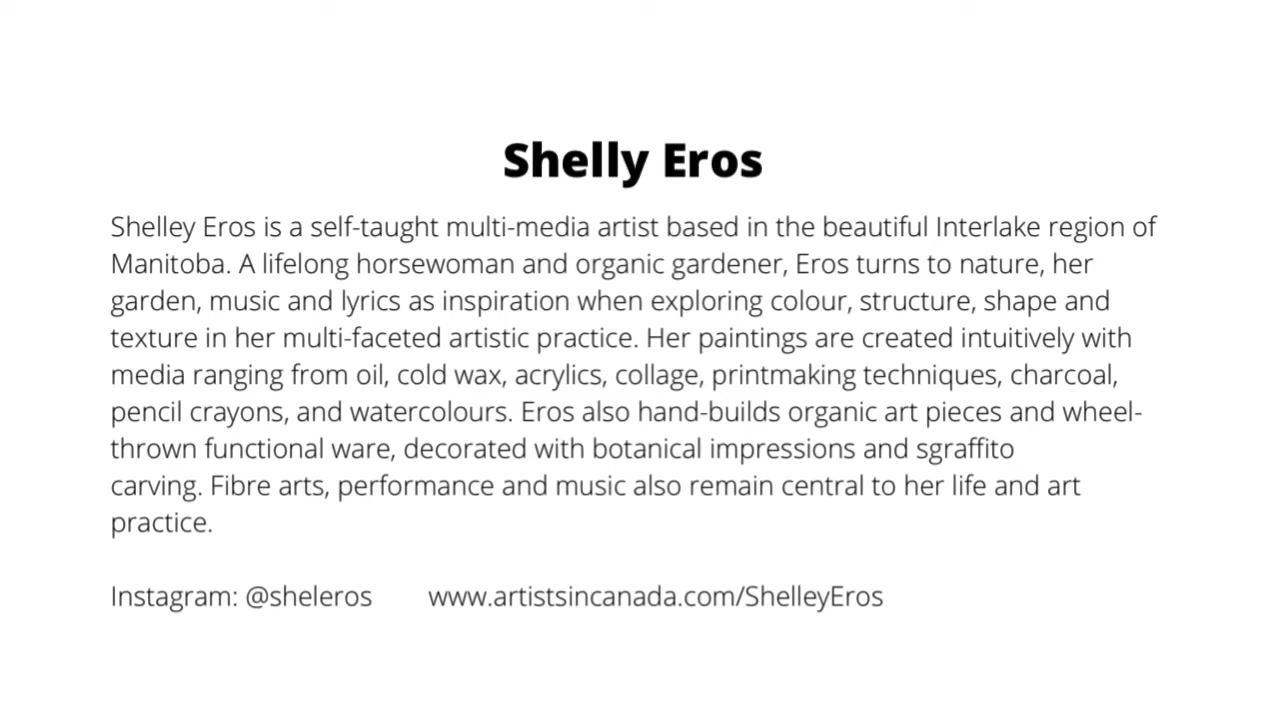 Shelly Eros
Shelley Eros is a self-taught multi-media artist based in the beautiful Interlake region of
Manitoba. A lifelong horsewoman and organic gardener, Eros turns to nature, her
garden, music and lyrics as inspiration when exploring colour, structure, shape and
texture in her multi-faceted artistic practice. Her paintings are created intuitively with
media ranging from oil, cold wax, acrylics, collage, printmaking techniques, charcoal,
pencil crayons, and watercolours. Eros also hand-builds organic art pieces and wheel-
thrown functional ware, decorated with botanical impressions and sgraffito
carving. Fibre arts, performance and music also remain central to her life and art
practice.
Instagram: @sheleros www.artistsincanada.com/ShelleyEros